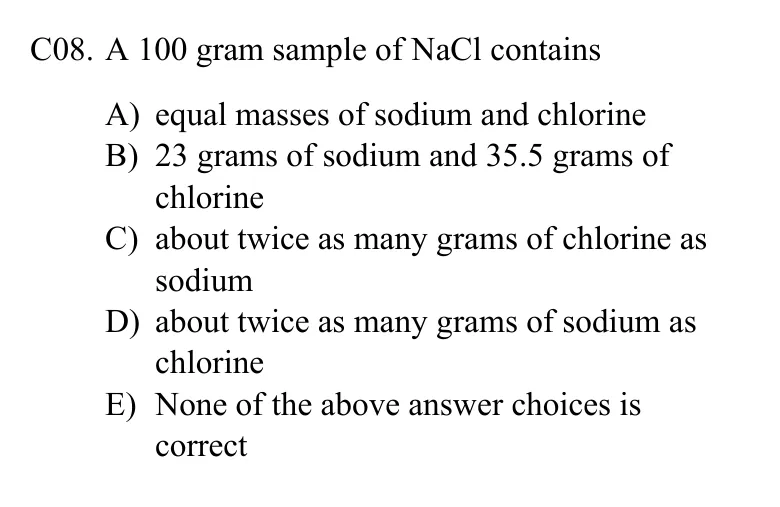 C08. A 100 gram sample of NaCl contains
A) equal masses of sodium and chlorine
B) 23 grams of sodium and 35.5 grams of
chlorine
C) about twice as many grams of chlorine as
sodium
D) about twice as many grams of sodium as
chlorine
E) None of the above answer choices is
correct